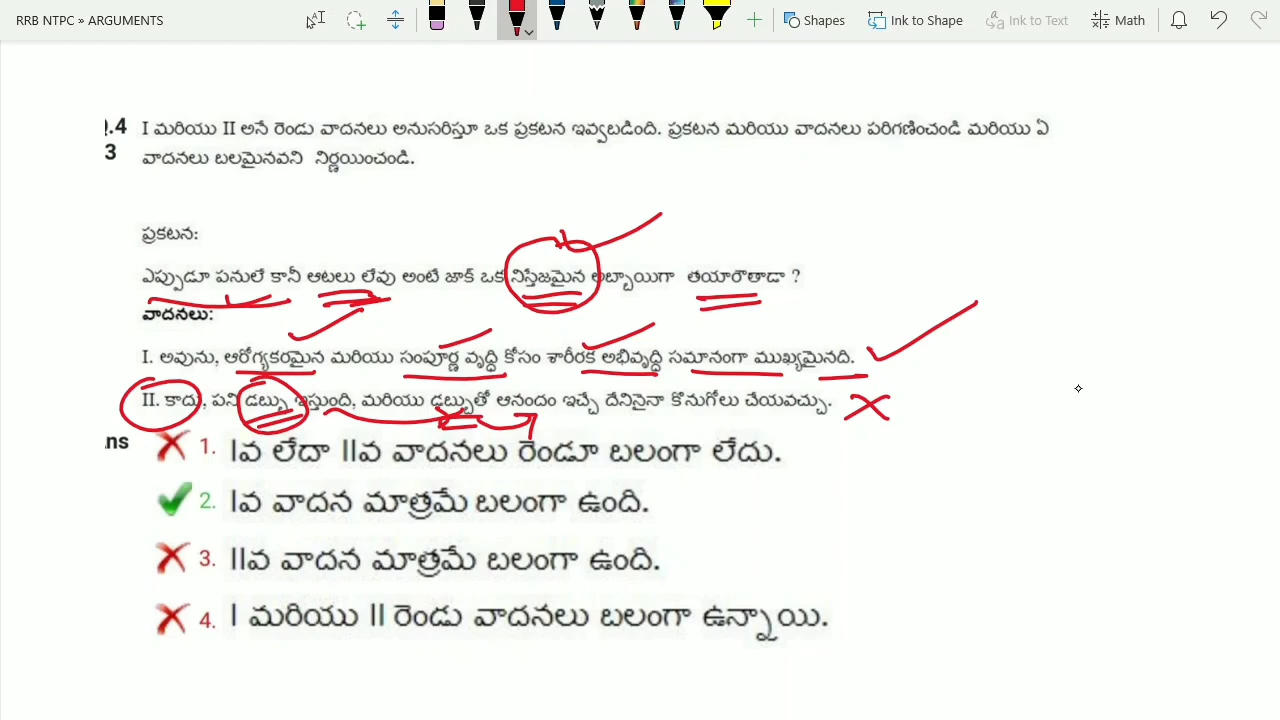 RRB NTPC » ARGUMENTS
Shapes Ink to Shape Ink to Text Math
.4 I మరియు II అనే రెండు వాదనలు అనుసరిస్తూ ఒక ప్రకటన ఇవ్వబడింది. ప్రకటన మరియు వాదనలు పరిగణించండి మరియు ఏ
3 వాదనలు బలమైనవని నిర్ణయించండి.
ప్రకటన:
ఎప్పుడూ పనులే కానీ ఆటలు లేవు అంటే జాక్ ఒక నిస్తేజమైన అబ్బాయిగా తయారౌతాడా ?
వాదనలు:
I. అవును, ఆరోగ్యకరమైన మరియు సంపూర్ణ వృద్ధి కోసం శారీరక అభివృద్ధి సమానంగా ముఖ్యమైనది.
II. కాదు, పని డబ్బు ఇస్తుంది, మరియు డబ్బుతో ఆనందం ఇచ్చే దేనినైనా కొనుగోలు చేయవచ్చు.
ns 1. Iవ లేదా IIవ వాదనలు రెండూ బలంగా లేదు.
2. Iవ వాదన మాత్రమే బలంగా ఉంది.
3. IIవ వాదన మాత్రమే బలంగా ఉంది.
4. I మరియు II రెండు వాదనలు బలంగా ఉన్నాయి.